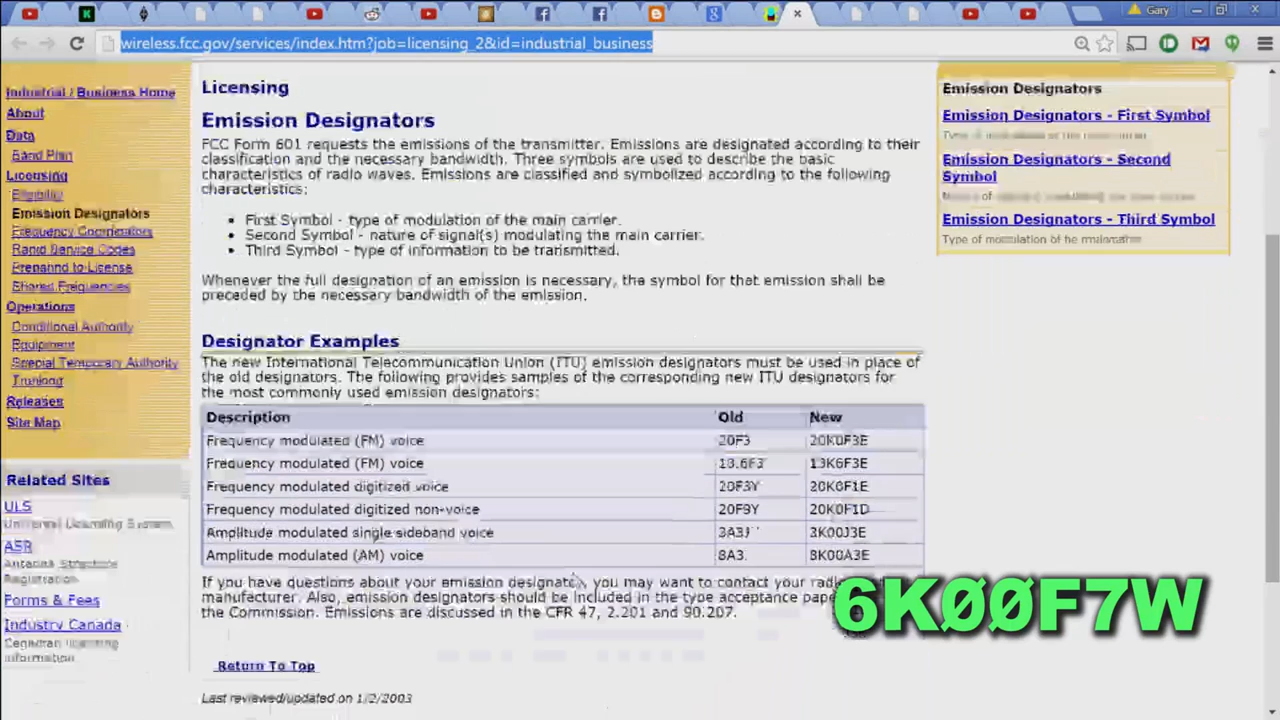 Gary
wireless.fcc.gov/services/index.htm?job=licensing_2&id=industrial_business
Industrial / Business Home
About
Data
Band Plan
Licensing
Eligibility
Emission Designators
Frequency Coordinators
Radio Service Codes
Preparing to License
Shared Frequencies
Operations
Conditional Authority
Equipment
Special Temporary Authority
Trunking
Releases
Site Map
Related Sites
ULS
Universal Licensing System
ASR
Antenna Structure
Registration
Forms & Fees
Industry Canada
Canadian licensing
information
Licensing
Emission Designators
FCC Form 601 requests the emissions of the transmitter. Emissions are designated according to their
classification and the necessary bandwidth. Three symbols are used to describe the basic
characteristics of radio waves. Emissions are classified and symbolized according to the following
characteristics:
• First Symbol - type of modulation of the main carrier.
• Second Symbol - nature of signal(s) modulating the main carrier.
• Third Symbol - type of information to be transmitted.
Whenever the full designation of an emission is necessary, the symbol for that emission shall be
preceded by the necessary bandwidth of the emission.
Designator Examples
The new International Telecommunication Union (ITU) emission designators must be used in place of
the old designators. The following provides samples of the corresponding new ITU designators for
the most commonly used emission designators:
Description Old New
Frequency modulated (FM) voice 20F3 20K0F3E
Frequency modulated (FM) voice 13.6F3 13K6F3E
Frequency modulated digitized voice 20F3Y 20K0F1E
Frequency modulated digitized non-voice 20F9Y 20K0F1D
Amplitude modulated single sideband voice 3A3J 3K00J3E
Amplitude modulated (AM) voice 8A3 8K00A3E
If you have questions about your emission designator, you may want to contact your
manufacturer. Also, emission designators should be included in the type acceptance
the Commission. Emissions are discussed in the CFR 47, 2.201 and 90.207.
Return To Top
Last reviewed/updated on 1/2/2003
Emission Designators
Emission Designators - First Symbol
Emission Designators - Second
Symbol
Emission Designators - Third Symbol
Type of modulation of the
6KØØF7W